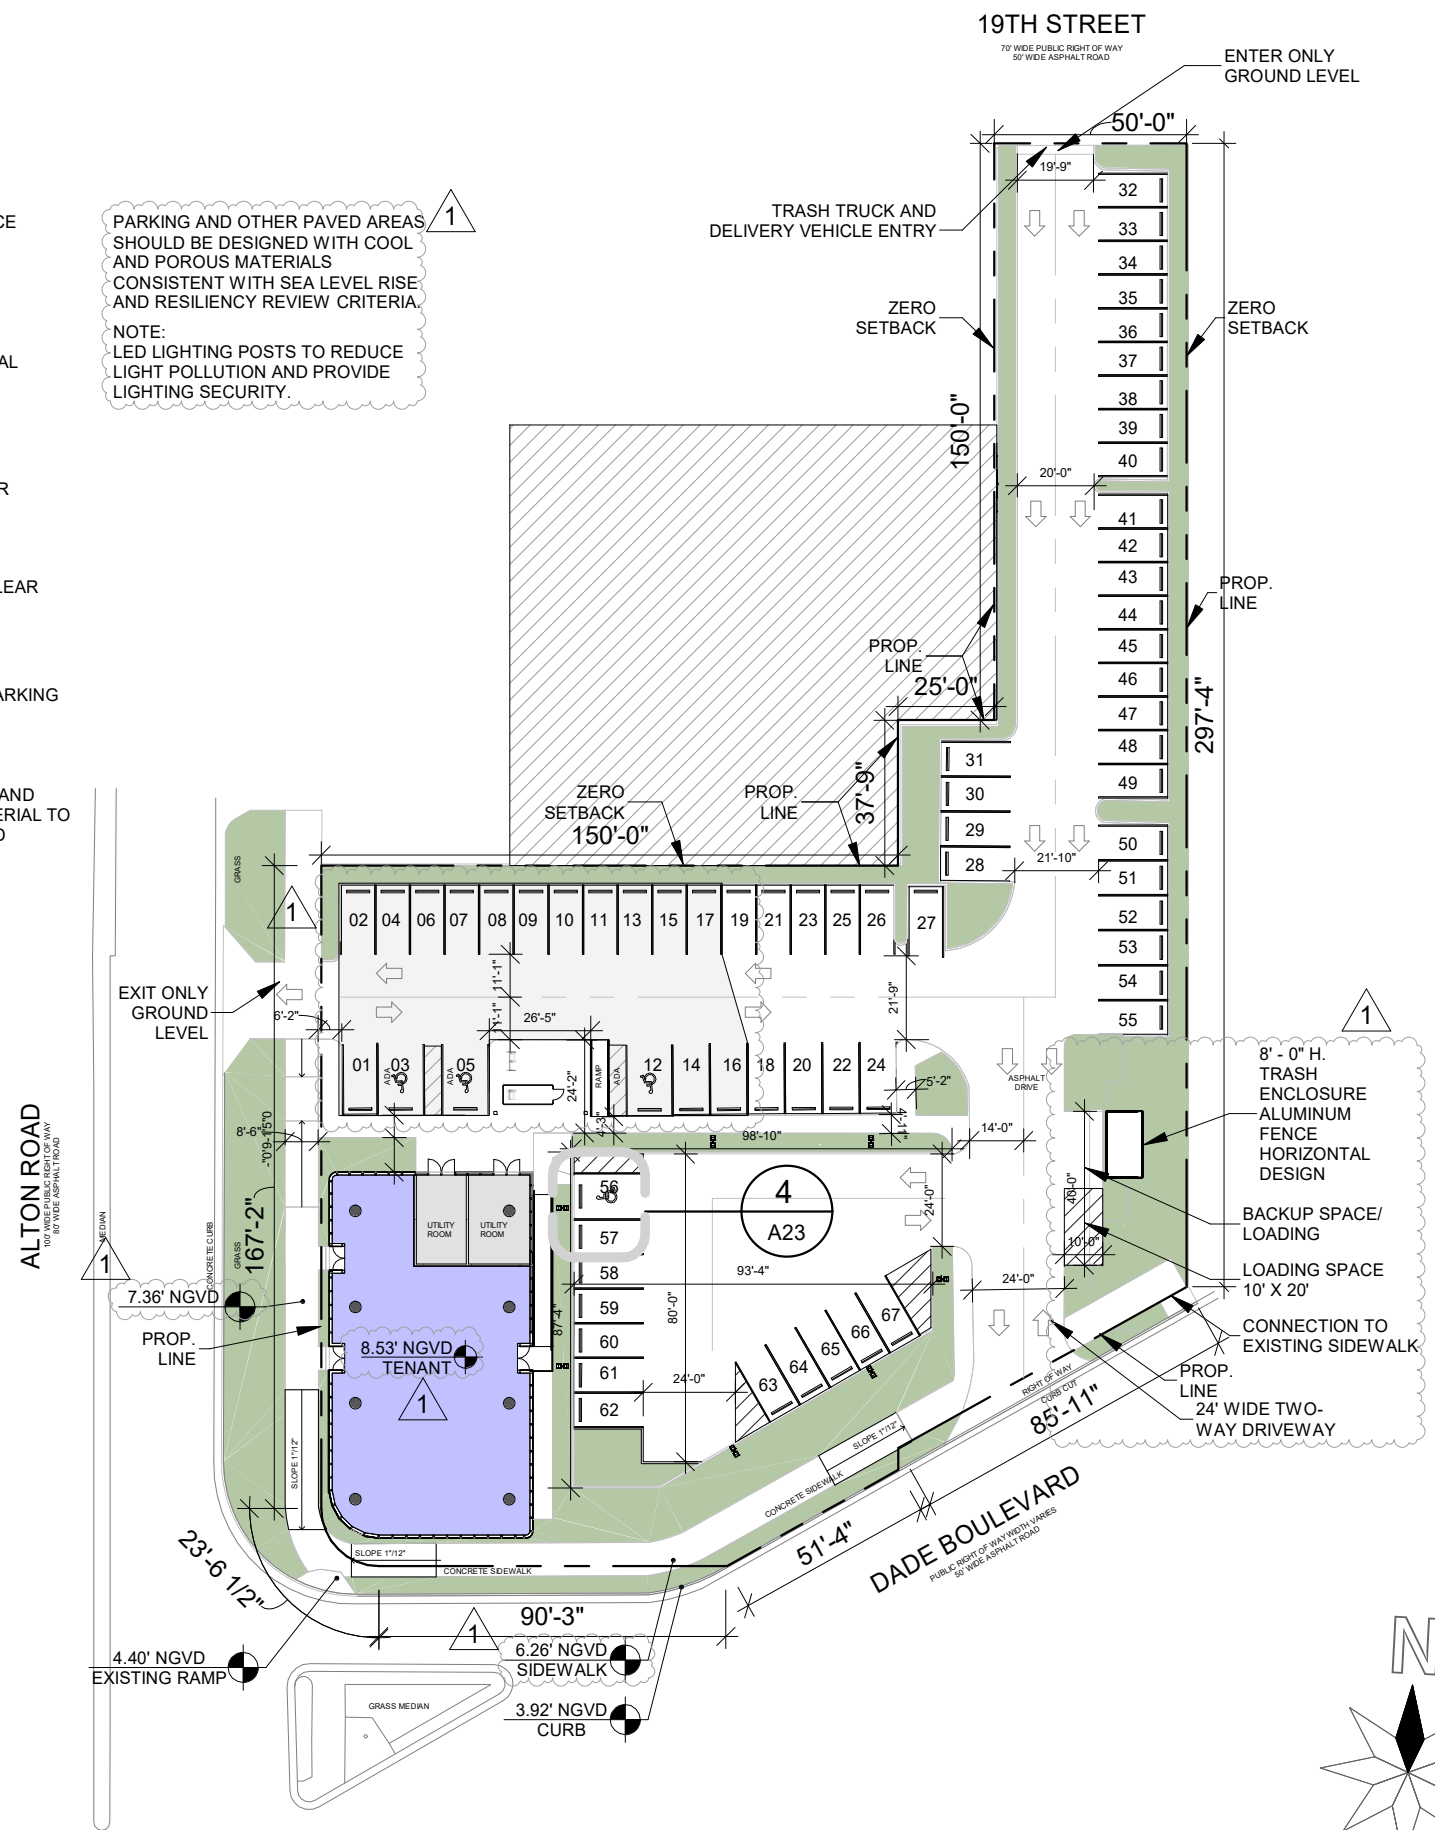 19TH STREET
70' WIDE PUBLIC RIGHT OF WAY
50' WIDE ASPHALT ROAD
ENTER ONLY
GROUND LEVEL
50'-0"
19'-9"
TRASH TRUCK AND
DELIVERY VEHICLE ENTRY
CE
PARKING AND OTHER PAVED AREAS
SHOULD BE DESIGNED WITH COOL
AND POROUS MATERIALS
CONSISTENT WITH SEA LEVEL RISE
AND RESILIENCY REVIEW CRITERIA.
NOTE:
LED LIGHTING POSTS TO REDUCE
LIGHT POLLUTION AND PROVIDE
LIGHTING SECURITY.
1
AL
R
LEAR
ARKING
AND
ERIAL TO
D
32
33
34
35
36
37
38
39
40
ZERO
SETBACK
ZERO
SETBACK
150'-0"
20'-0"
41
42
43
44
45
46
47
48
49
PROP.
LINE
PROP.
LINE
25'-0"
297'-4"
31
30
29
28
37'-9"
PROP.
LINE
ZERO
SETBACK
150'-0"
21'-10"
50
51
52
53
54
55
GRASS
1
02 04 06 07 08 09 10 11 13 15 17 19 21 23 25 26 27
EXIT ONLY
GROUND
LEVEL
6'-2"
11'-1"
11'-1"
26'-5"
21'-9"
01 03 05 12 14 16 18 20 22 24
ADA
ADA
RAMP
ADA
24'-2"
4'-3"
5'-2"
4'-11"
ASPHALT
DRIVE
14'-0"
98'-10"
1
8' - 0" H.
TRASH
ENCLOSURE
ALUMINUM
FENCE
HORIZONTAL
DESIGN
BACKUP SPACE/
LOADING
LOADING SPACE
10' X 20'
CONNECTION TO
EXISTING SIDEWALK
PROP.
LINE
24' WIDE TWO-
WAY DRIVEWAY
40'-0"
10'-0"
24'-0"
ALTON ROAD
100' WIDE PUBLIC RIGHT OF WAY
80' WIDE ASPHALT ROAD
MEDIAN
CONCRETE CURB
GRASS
167'-2"
8'-6"
1
7.36' NGVD
PROP.
LINE
UTILITY
ROOM
UTILITY
ROOM
8.53' NGVD
TENANT
1
56
57
58
59
60
61
62
4
A23
24'-0"
93'-4"
80'-0"
87'-4"
24'-0"
63
64
65
66
67
SLOPE 1"/12"
SLOPE 1"/12"
SLOPE 1"/12"
CONCRETE SIDEWALK
CONCRETE SIDEWALK
RIGHT OF WAY
CURB CUT
85'-11"
51'-4"
DADE BOULEVARD
PUBLIC RIGHT OF WAY WIDTH VARIES
50' WIDE ASPHALT ROAD
23'-6 1/2"
90'-3"
1
4.40' NGVD
EXISTING RAMP
6.26' NGVD
SIDEWALK
3.92' NGVD
CURB
GRASS MEDIAN
N